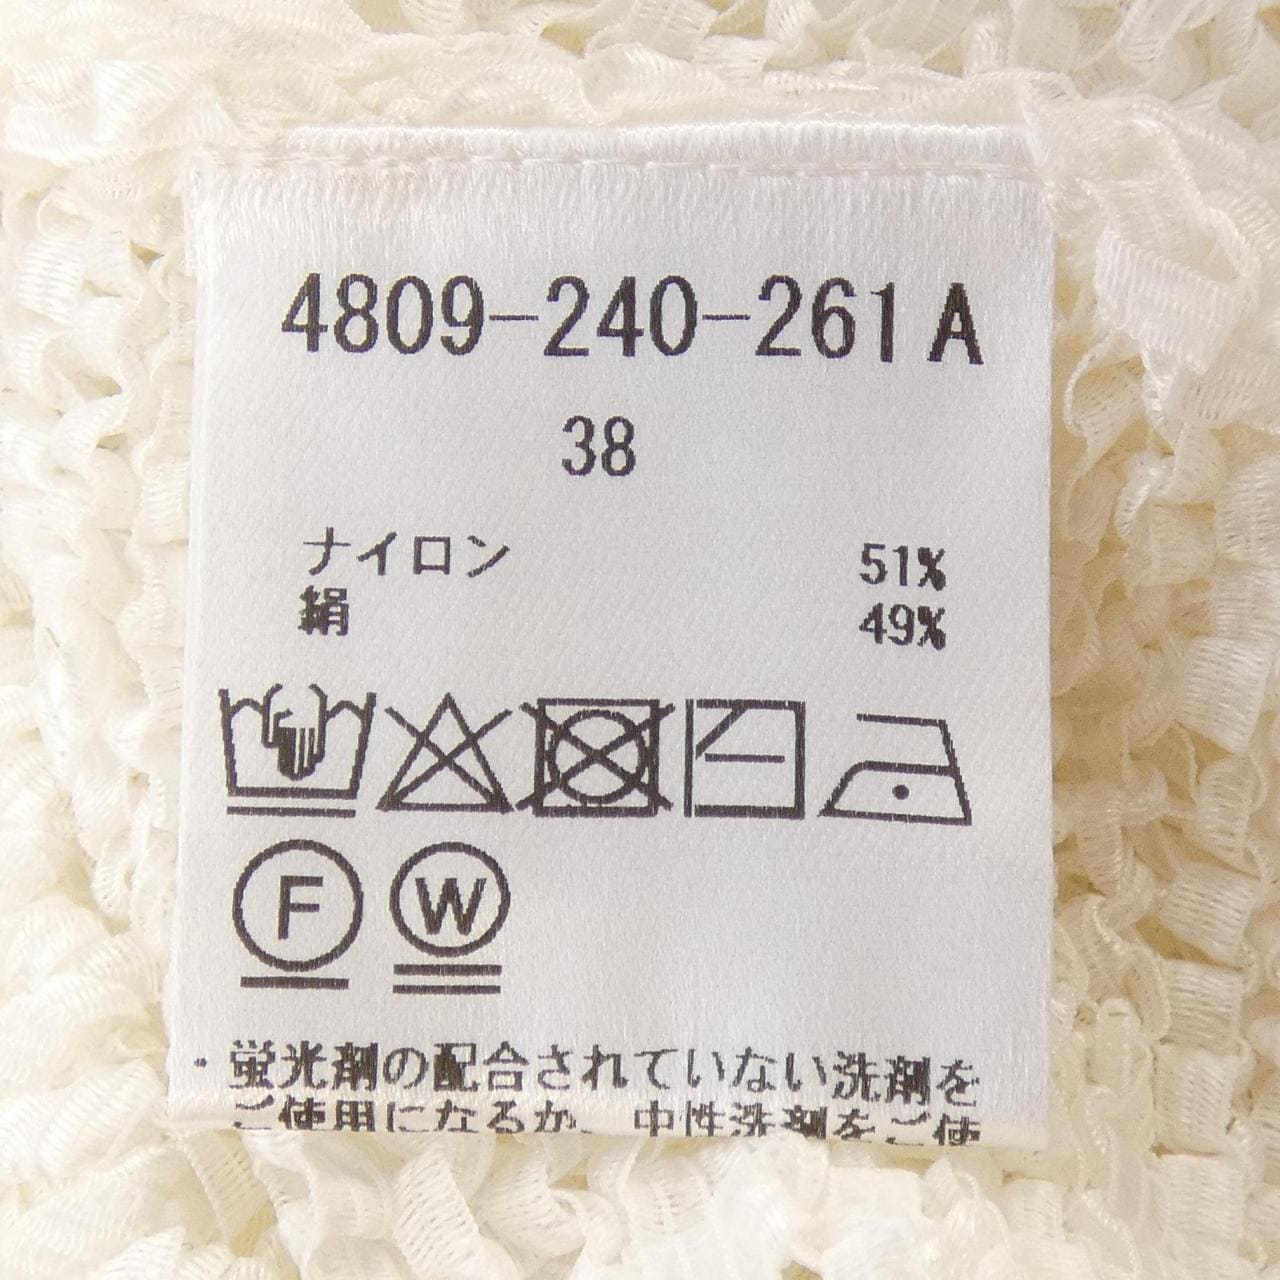 4809-240-261 A
38
ナイロン 51%
絹 49%
F W
・蛍光剤の配合されていない洗剤を
ご使用になるか、中性洗剤をご使